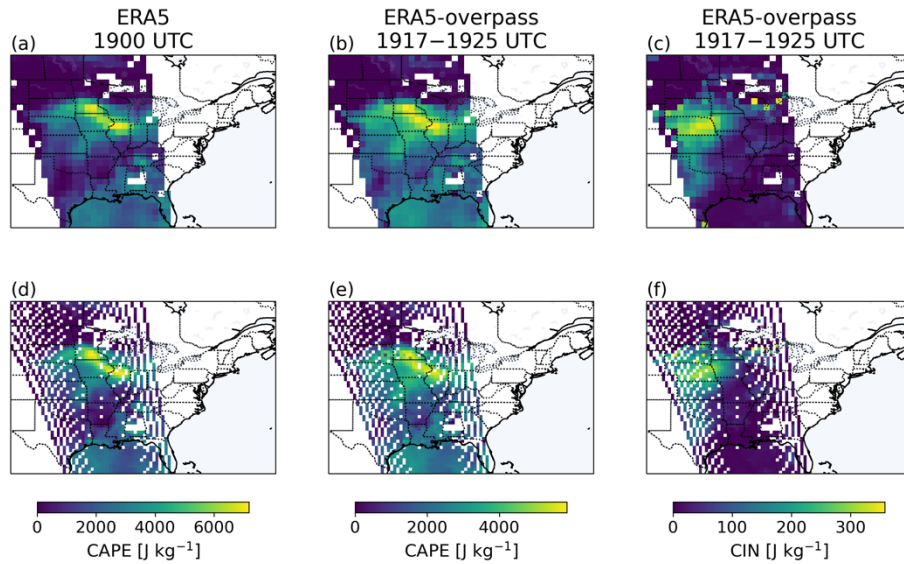 ERA5
1900 UTC
ERA5-overpass
1917−1925 UTC
ERA5-overpass
1917−1925 UTC
(a)
(b)
(c)
(d)
(e)
(f)
0 2000 4000 6000
CAPE [J kg⁻¹]
0 2000 4000
CAPE [J kg⁻¹]
0 100 200 300
CIN [J kg⁻¹]